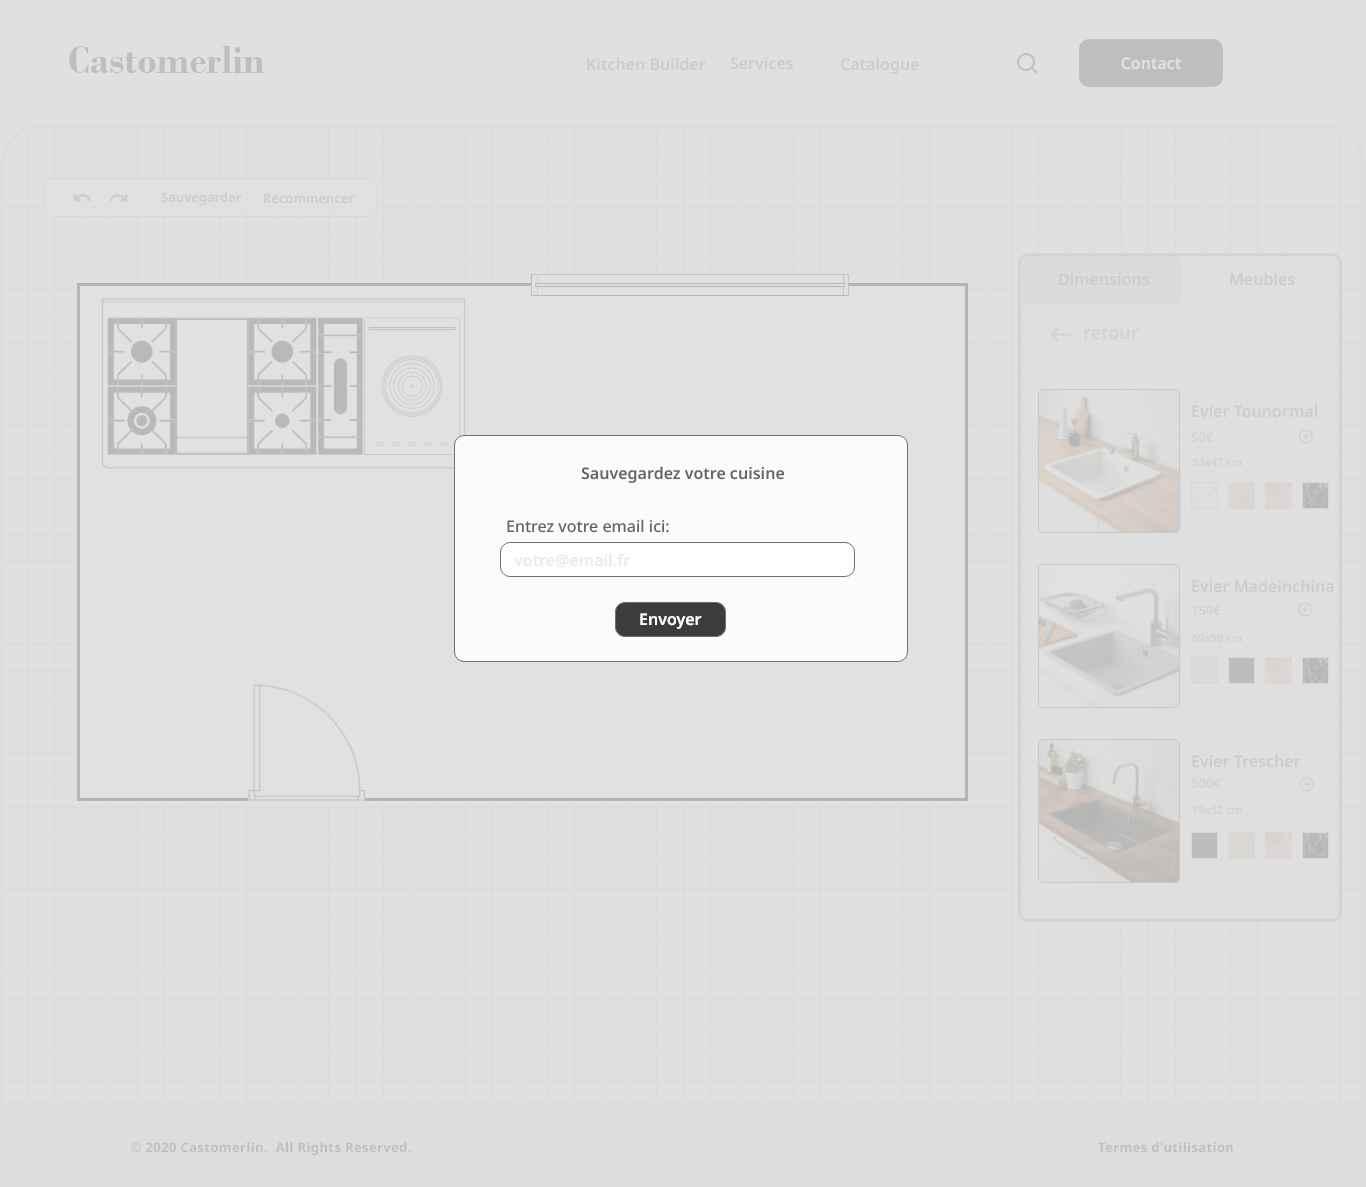 Castomerlin
Kitchen Builder Services Catalogue
Contact
Sauvegarder Recommencer
Dimensions Meubles
retour
Evier Tounormal
50€
53x47 cm
Evier Madeinchina
150€
59x50 cm
Evier Trescher
500€
75x52 cm
Sauvegardez votre cuisine
Entrez votre email ici:
votre@email.fr
Envoyer
© 2020 Castomerlin.  All Rights Reserved.
Termes d'utilisation